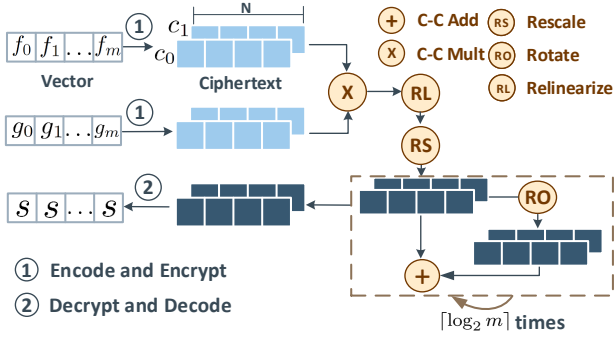 f₀ f₁ ... fₘ
1
c₁
c₀
N
Vector
Ciphertext
+ C-C Add
RS Rescale
X C-C Mult
RO Rotate
RL Relinearize
g₀ g₁ ... gₘ
1
X
RL
RS
s s ... s
2
RO
+
1 Encode and Encrypt
2 Decrypt and Decode
⌈log₂ m⌉ times